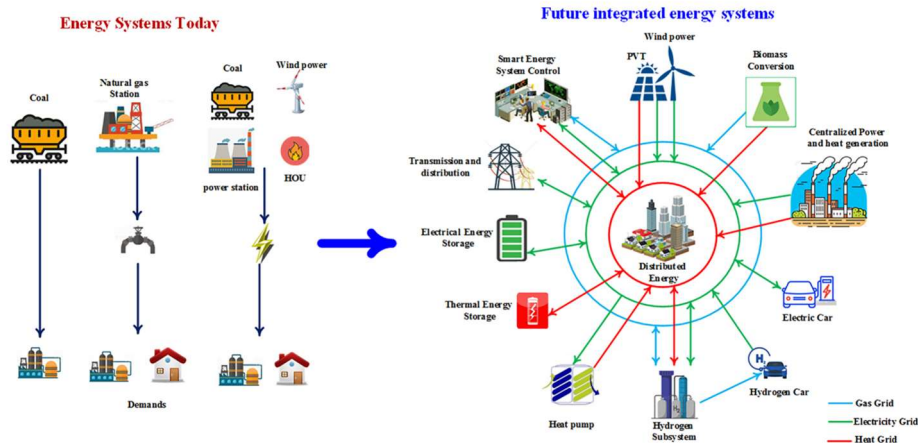 Energy Systems Today
Coal
Natural gas
Station
Coal
Wind power
power station
HOU
Demands
Future integrated energy systems
Smart Energy
System Control
PVT
Wind power
Biomass
Conversion
Centralized Power
and heat generation
Transmission and
distribution
Electrical Energy
Storage
Distributed
Energy
Thermal Energy
Storage
Electric Car
Heat pump
H2
Hydrogen
Subsystem
H
Hydrogen Car
Gas Grid
Electricity Grid
Heat Grid